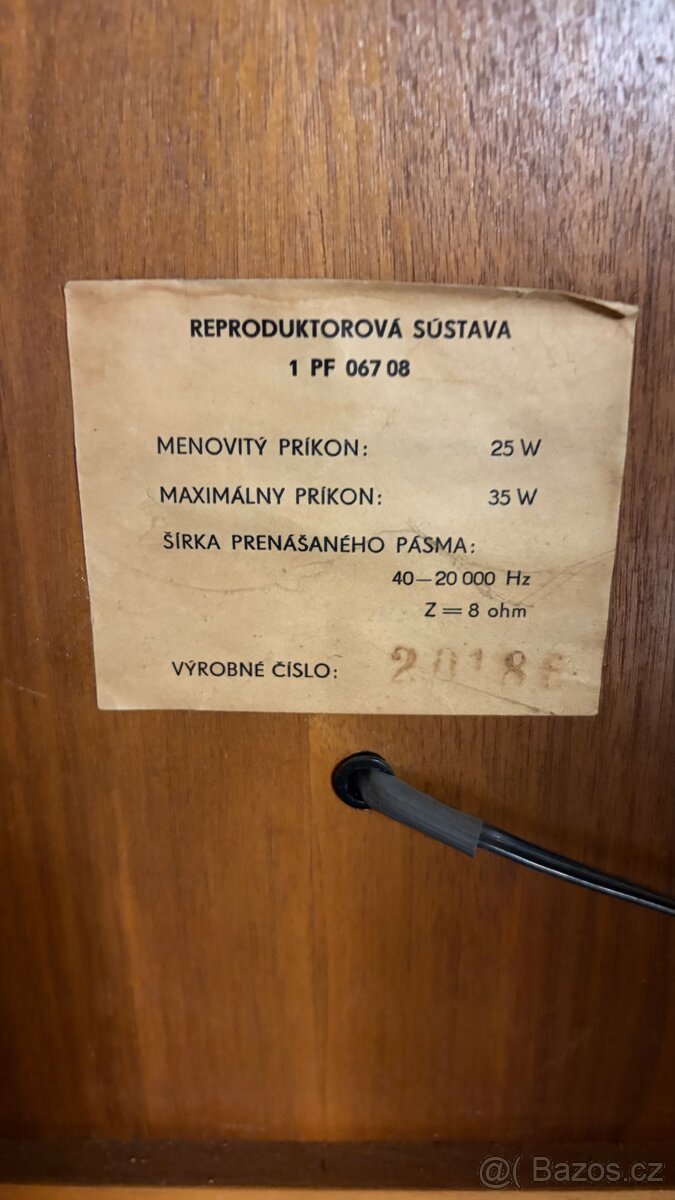 REPRODUKTOROVÁ SÚSTAVA
1 PF 067 08
MENOVITÝ PRÍKON: 25 W
MAXIMÁLNY PRÍKON: 35 W
ŠÍRKA PRENÁŠANÉHO PÁSMA:
40—20 000 Hz
Z = 8 ohm
VÝROBNÉ ČÍSLO: 20186
@( Bazos.cz